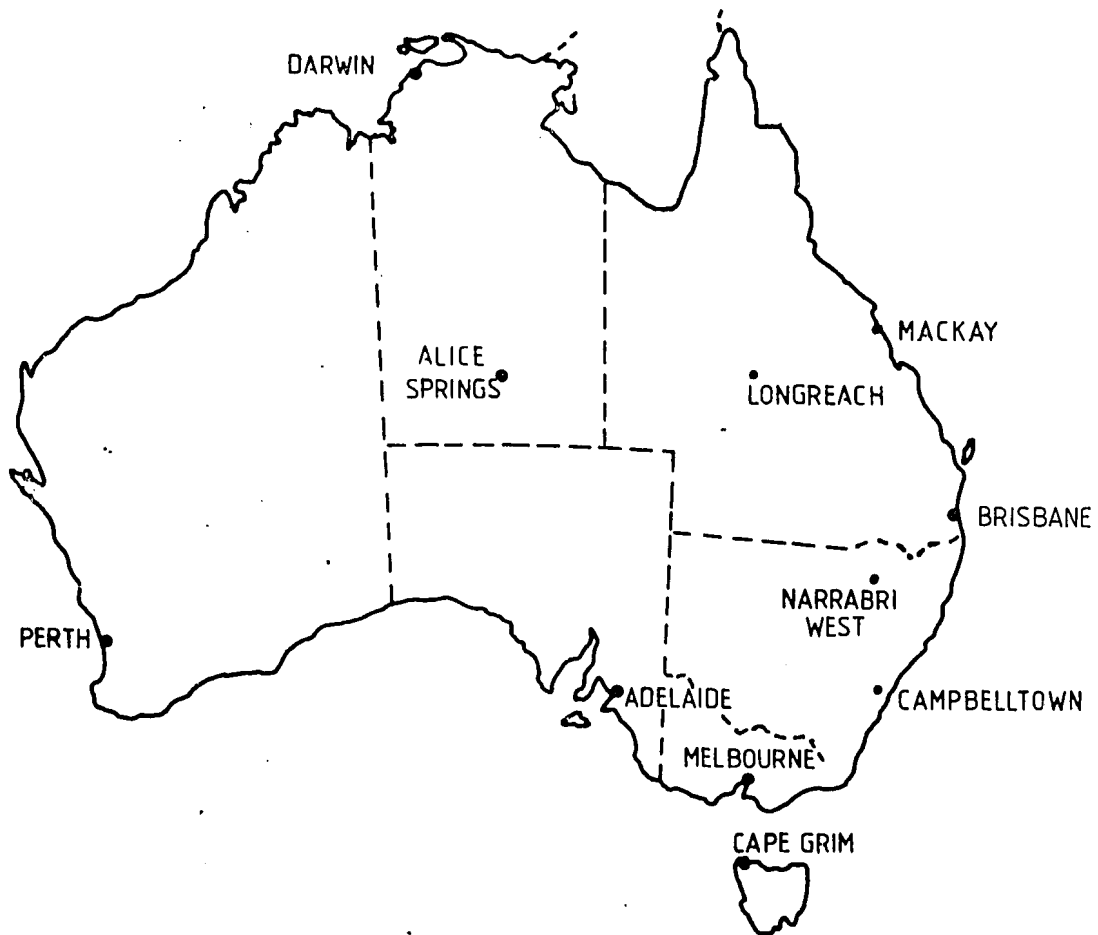 DARWIN
MACKAY
ALICE
SPRINGS
LONGREACH
BRISBANE
NARRABRI
WEST
PERTH
ADELAIDE
CAMPBELLTOWN
MELBOURNE
CAPE GRIM